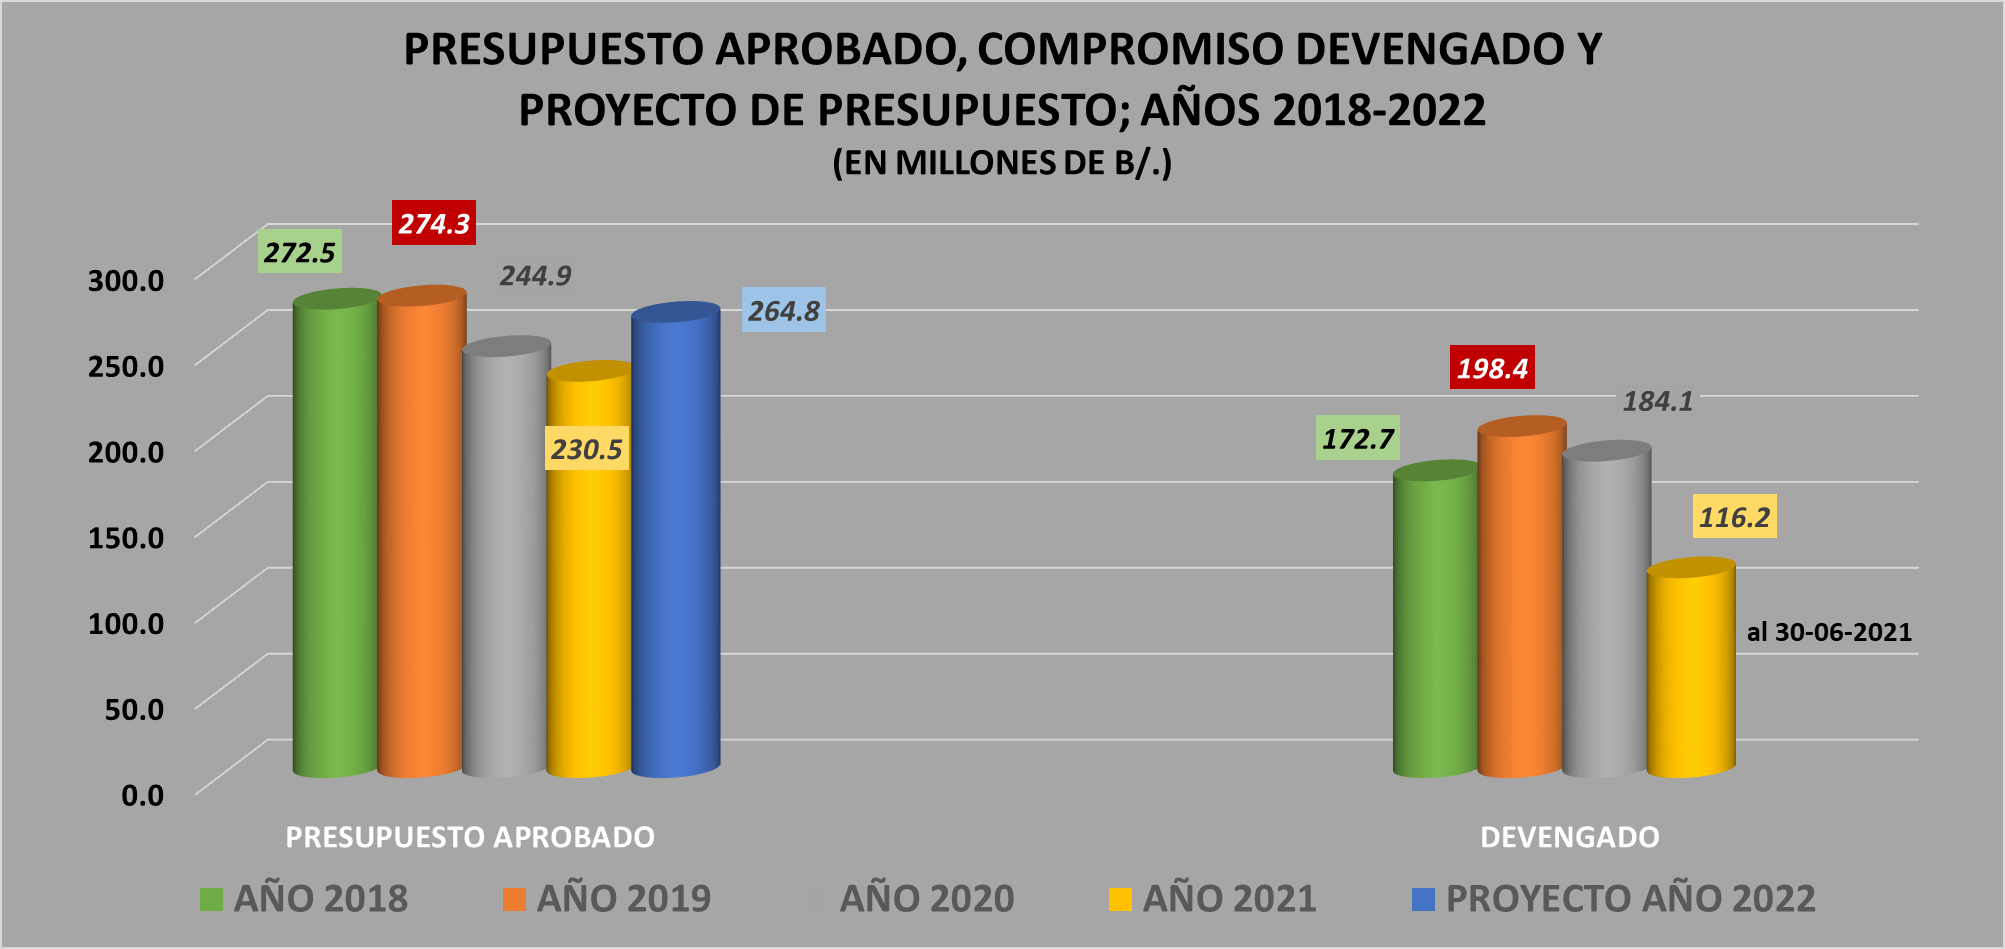 PRESUPUESTO APROBADO, COMPROMISO DEVENGADO Y
PROYECTO DE PRESUPUESTO; AÑOS 2018-2022
(EN MILLONES DE B/.)
300.0
250.0
200.0
150.0
100.0
50.0
0.0
272.5
274.3
244.9
230.5
264.8
172.7
198.4
184.1
116.2
al 30-06-2021
PRESUPUESTO APROBADO
DEVENGADO
AÑO 2018
AÑO 2019
AÑO 2020
AÑO 2021
PROYECTO AÑO 2022